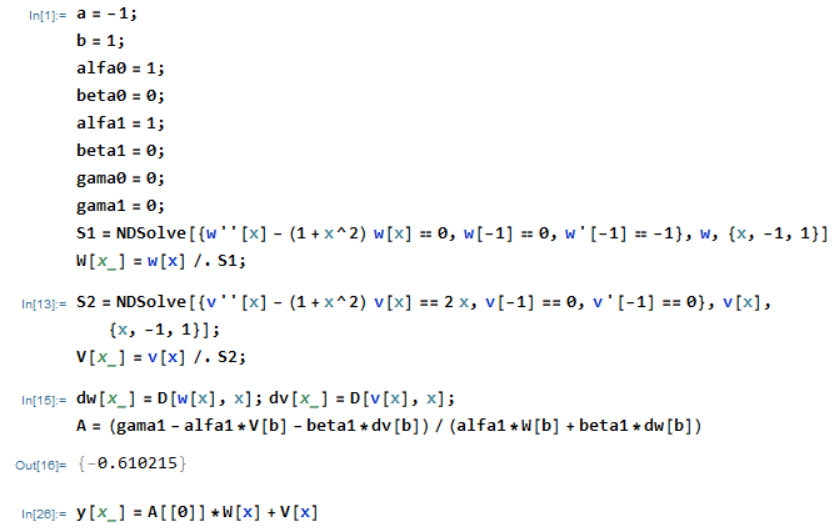 In[1]:= a = -1;
b = 1;
alfa0 = 1;
beta0 = 0;
alfa1 = 1;
beta1 = 0;
gama0 = 0;
gama1 = 0;
S1 = NDSolve[{w''[x] - (1 + x^2) w[x] == 0, w[-1] == 0, w'[-1] == -1}, w, {x, -1, 1}]
W[x_] = w[x] /. S1;
In[13]:= S2 = NDSolve[{v''[x] - (1 + x^2) v[x] == 2 x, v[-1] == 0, v'[-1] == 0}, v[x],
{x, -1, 1}];
V[x_] = v[x] /. S2;
In[15]:= dw[x_] = D[w[x], x]; dv[x_] = D[v[x], x];
A = (gama1 - alfa1 * V[b] - beta1 * dv[b]) / (alfa1 * W[b] + beta1 * dw[b])
Out[16]= {-0.610215}
In[26]:= y[x_] = A[[0]] * W[x] + V[x]